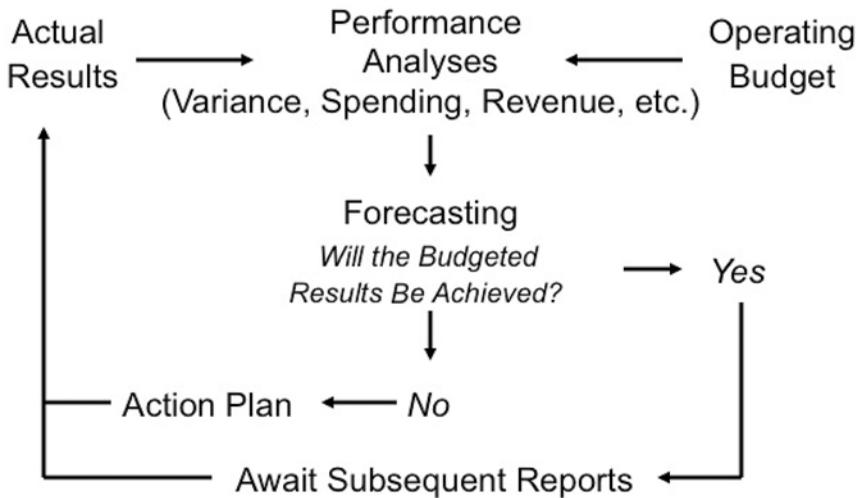 Actual
Results
Performance
Analyses
(Variance, Spending, Revenue, etc.)
Operating
Budget
Forecasting
Will the Budgeted
Results Be Achieved?
Yes
No
Action Plan
Await Subsequent Reports